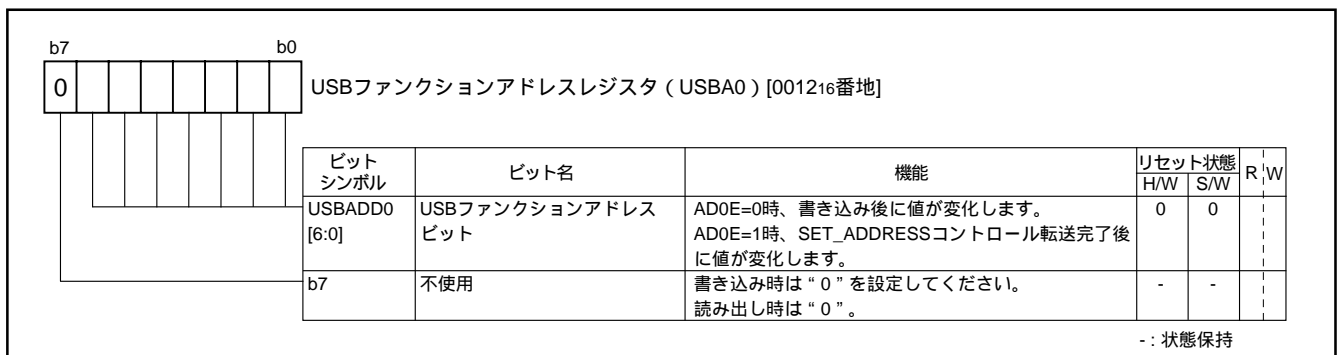 b7 b0
0 USBファンクションアドレスレジスタ（USBA0）[001216番地]
ビットシンボル ビット名 機能 リセット状態 R W
H/W S/W
USBADD0 USBファンクションアドレス AD0E=0時、書き込み後に値が変化します。 0 0
[6:0] ビット AD0E=1時、SET_ADDRESSコントロール転送完了後
に値が変化します。
b7 不使用 書き込み時は“0”を設定してください。 - -
読み出し時は“0”。
- : 状態保持